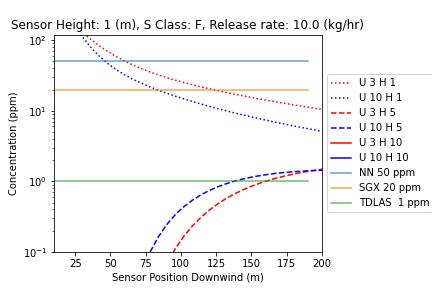 Sensor Height: 1 (m), S Class: F, Release rate: 10.0 (kg/hr)
10²
10¹
10⁰
10⁻¹
Concentration (ppm)
25 50 75 100 125 150 175 200
Sensor Position Downwind (m)
U 3 H 1
U 10 H 1
U 3 H 5
U 10 H 5
U 3 H 10
U 10 H 10
NN 50 ppm
SGX 20 ppm
TDLAS 1 ppm